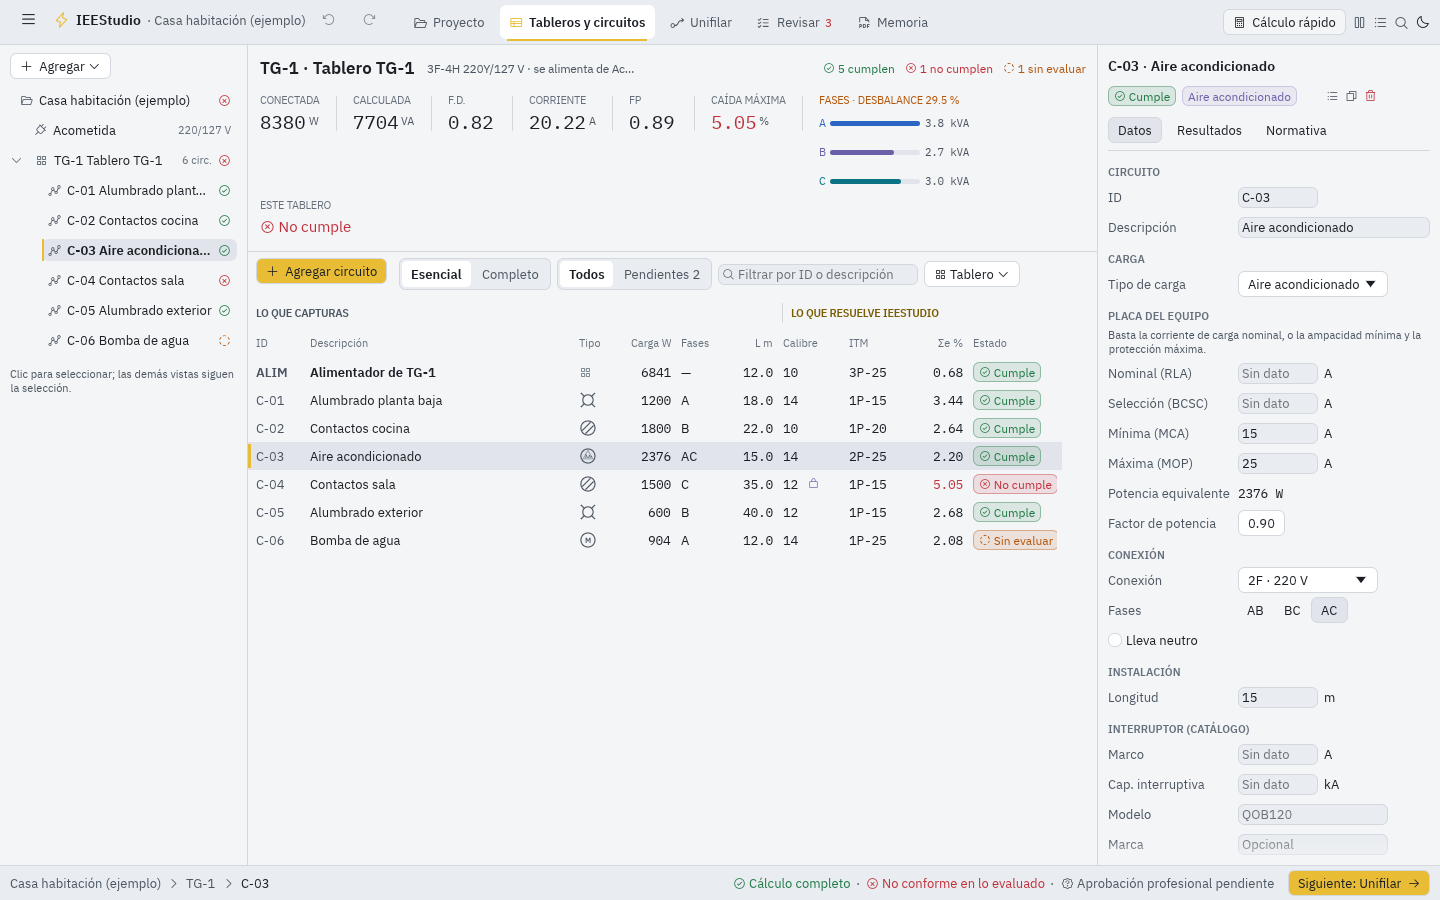 IEEStudio · Casa habitación (ejemplo)
Proyecto
Tableros y circuitos
Unifilar
Revisar 3
Memoria
Cálculo rápido
Agregar
Casa habitación (ejemplo)
Acometida 220/127 V
TG-1 Tablero TG-1 6 circ.
C-01 Alumbrado plant...
C-02 Contactos cocina
C-03 Aire acondiciona...
C-04 Contactos sala
C-05 Alumbrado exterior
C-06 Bomba de agua
Clic para seleccionar; las demás vistas siguen
la selección.
TG-1 · Tablero TG-1 3F-4H 220Y/127 V · se alimenta de Ac...
5 cumplen 1 no cumplen 1 sin evaluar
CONECTADA
8380 W
CALCULADA
7704 VA
F.D.
0.82
CORRIENTE
20.22 A
FP
0.89
CAÍDA MÁXIMA
5.05 %
FASES · DESBALANCE 29.5 %
A 3.8 kVA
B 2.7 kVA
C 3.0 kVA
ESTE TABLERO
No cumple
Agregar circuito
Esencial Completo
Todos Pendientes 2
Filtrar por ID o descripción
Tablero
LO QUE CAPTURAS LO QUE RESUELVE IEESTUDIO
ID Descripción Tipo Carga W Fases L m Calibre ITM Σe % Estado
ALIM Alimentador de TG-1 6841 — 12.0 10 3P-25 0.68 Cumple
C-01 Alumbrado planta baja 1200 A 18.0 14 1P-15 3.44 Cumple
C-02 Contactos cocina 1800 B 22.0 10 1P-20 2.64 Cumple
C-03 Aire acondicionado 2376 AC 15.0 14 2P-25 2.20 Cumple
C-04 Contactos sala 1500 C 35.0 12 1P-15 5.05 No cumple
C-05 Alumbrado exterior 600 B 40.0 12 1P-15 2.68 Cumple
C-06 Bomba de agua M 904 A 12.0 14 1P-25 2.08 Sin evaluar
C-03 · Aire acondicionado
Cumple Aire acondicionado
Datos Resultados Normativa
CIRCUITO
ID C-03
Descripción Aire acondicionado
CARGA
Tipo de carga Aire acondicionado
PLACA DEL EQUIPO
Basta la corriente de carga nominal, o la ampacidad mínima y la
protección máxima.
Nominal (RLA) Sin dato A
Selección (BCSC) Sin dato A
Mínima (MCA) 15 A
Máxima (MOP) 25 A
Potencia equivalente 2376 W
Factor de potencia 0.90
CONEXIÓN
Conexión 2F · 220 V
Fases AB BC AC
Lleva neutro
INSTALACIÓN
Longitud 15 m
INTERRUPTOR (CATÁLOGO)
Marco Sin dato A
Cap. interruptiva Sin dato kA
Modelo QOB120
Marca Opcional
Casa habitación (ejemplo) TG-1 C-03
Cálculo completo · No conforme en lo evaluado · Aprobación profesional pendiente
Siguiente: Unifilar